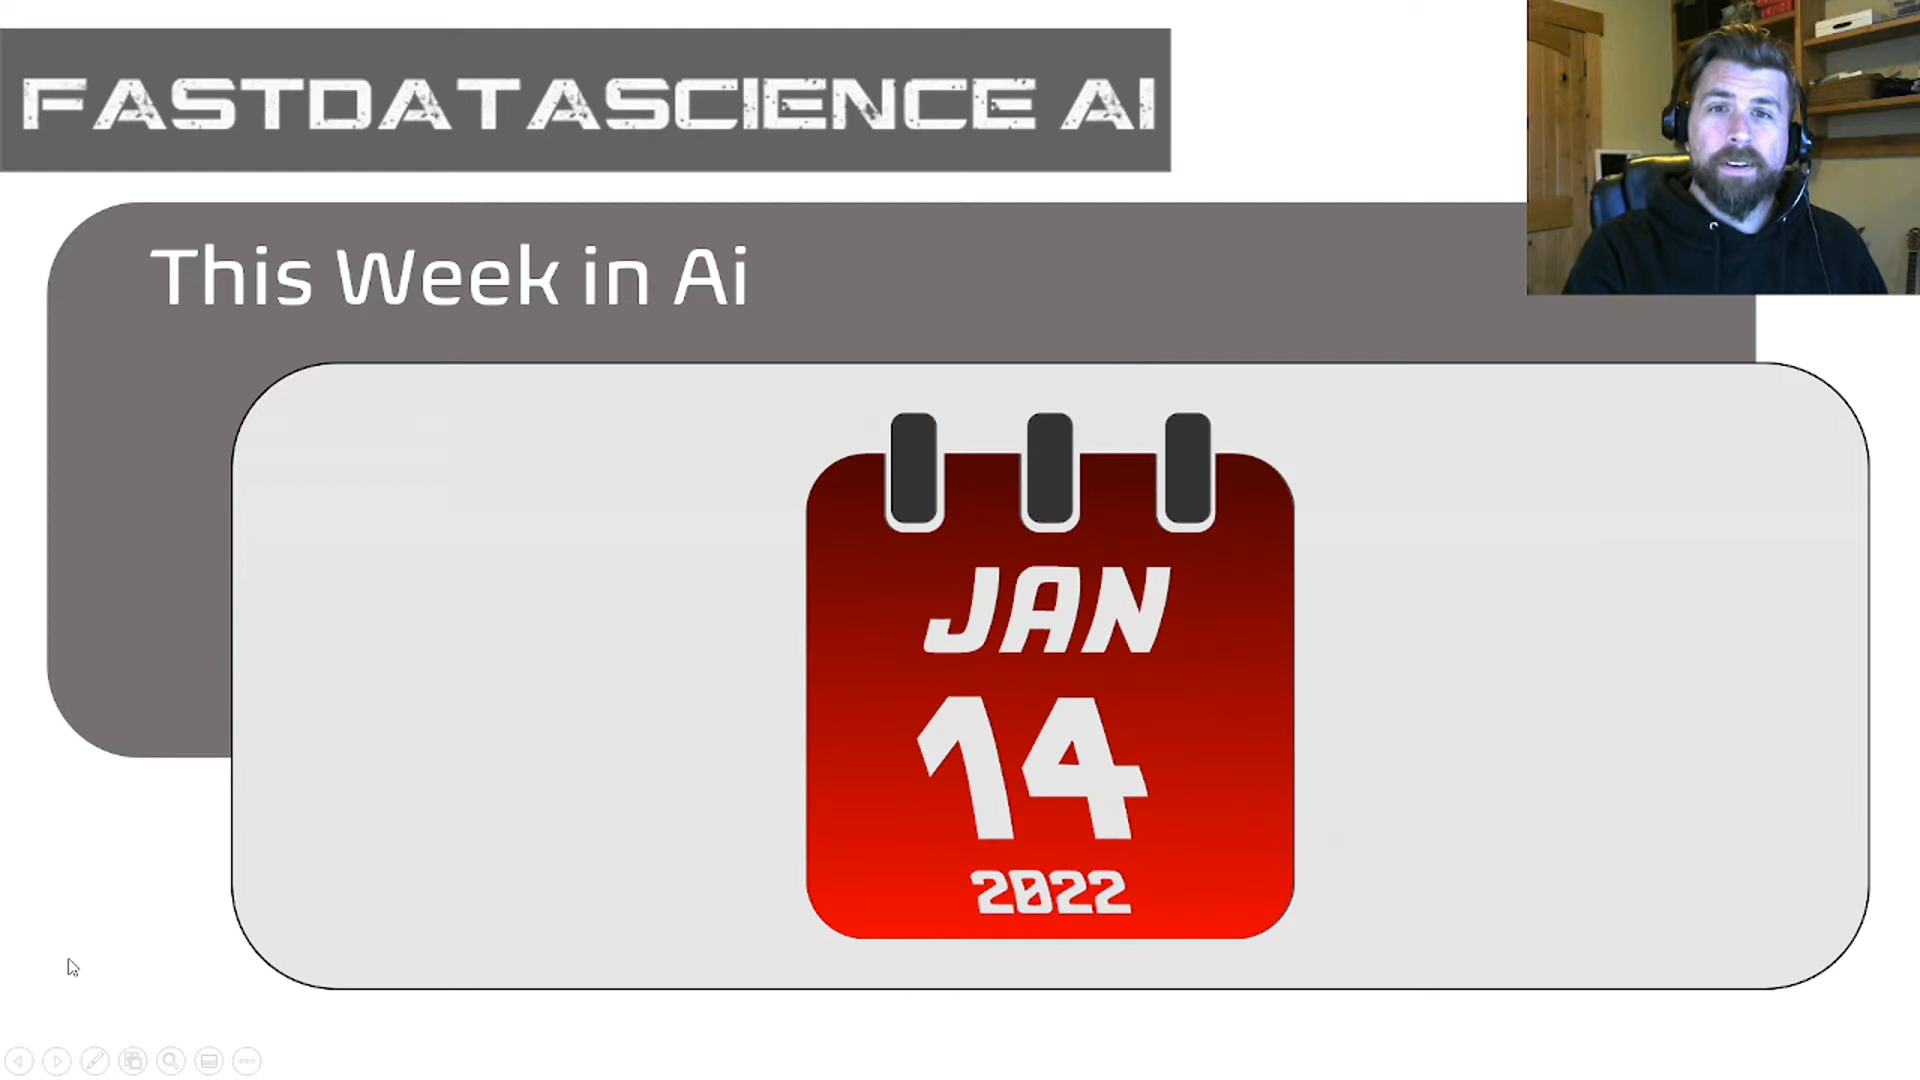 FASTDATASCIENCE AI
This Week in Ai
JAN
14
2022